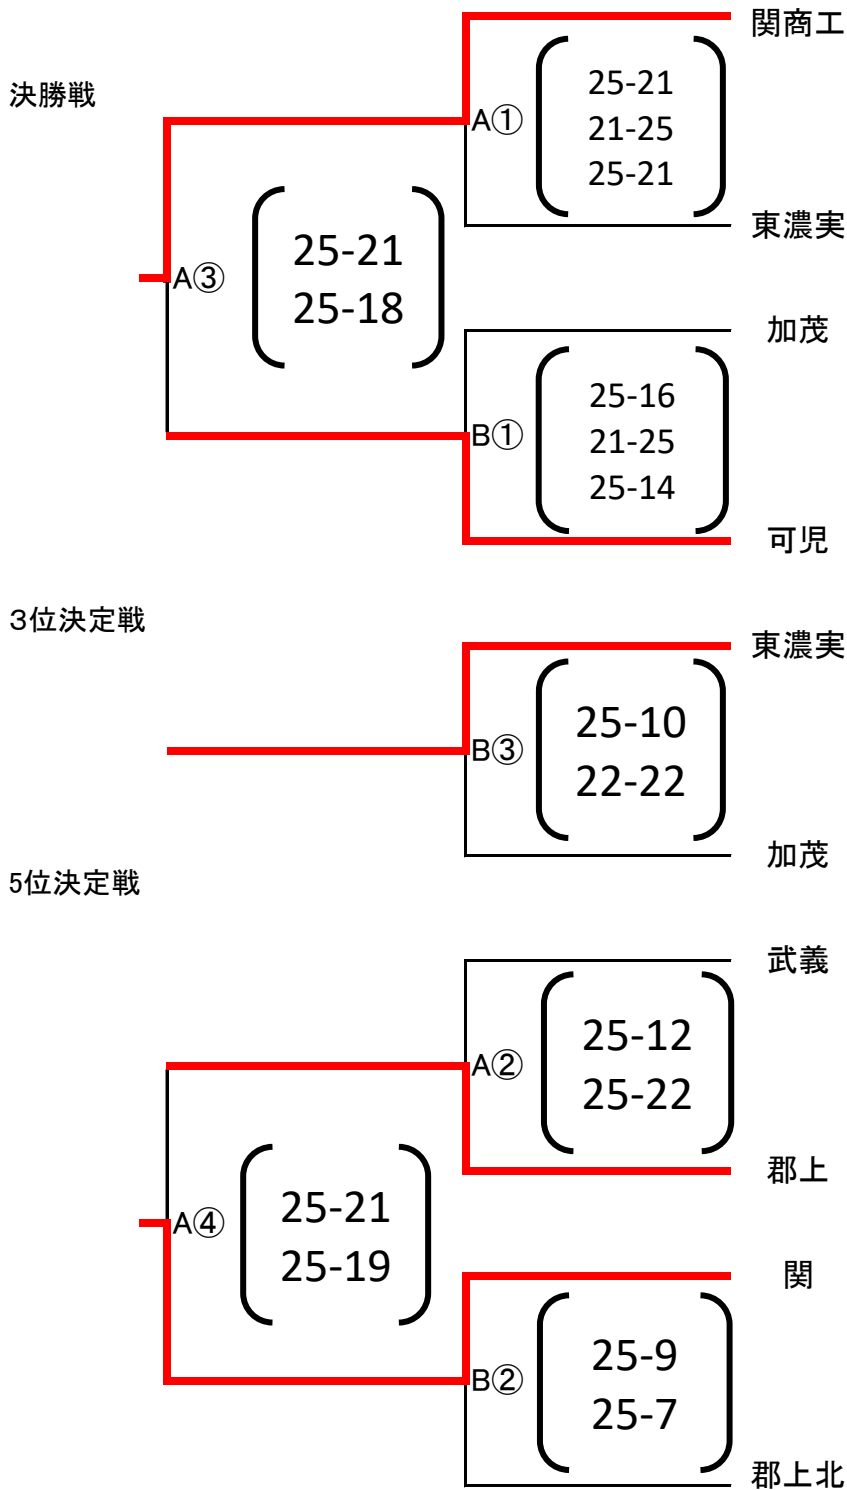 関商工
決勝戦
A①
25-21
21-25
25-21
東濃実
A③
25-21
25-18
加茂
B①
25-16
21-25
25-14
可児
３位決定戦
東濃実
B③
25-10
22-22
加茂
5位決定戦
武義
A②
25-12
25-22
郡上
A④
25-21
25-19
関
B②
25-9
25-7
郡上北